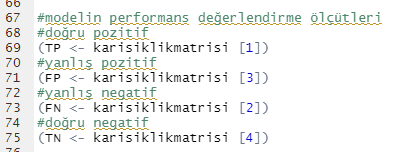 66
67 #modelin performans değerlendirme ölçütleri
68 #doğru pozitif
69 (TP <- karisiklikmatrisi [1])
70 #yanlış pozitif
71 (FP <- karisiklikmatrisi [3])
72 #yanlış negatif
73 (FN <- karisiklikmatrisi [2])
74 #doğru negatif
75 (TN <- karisiklikmatrisi [4])
76